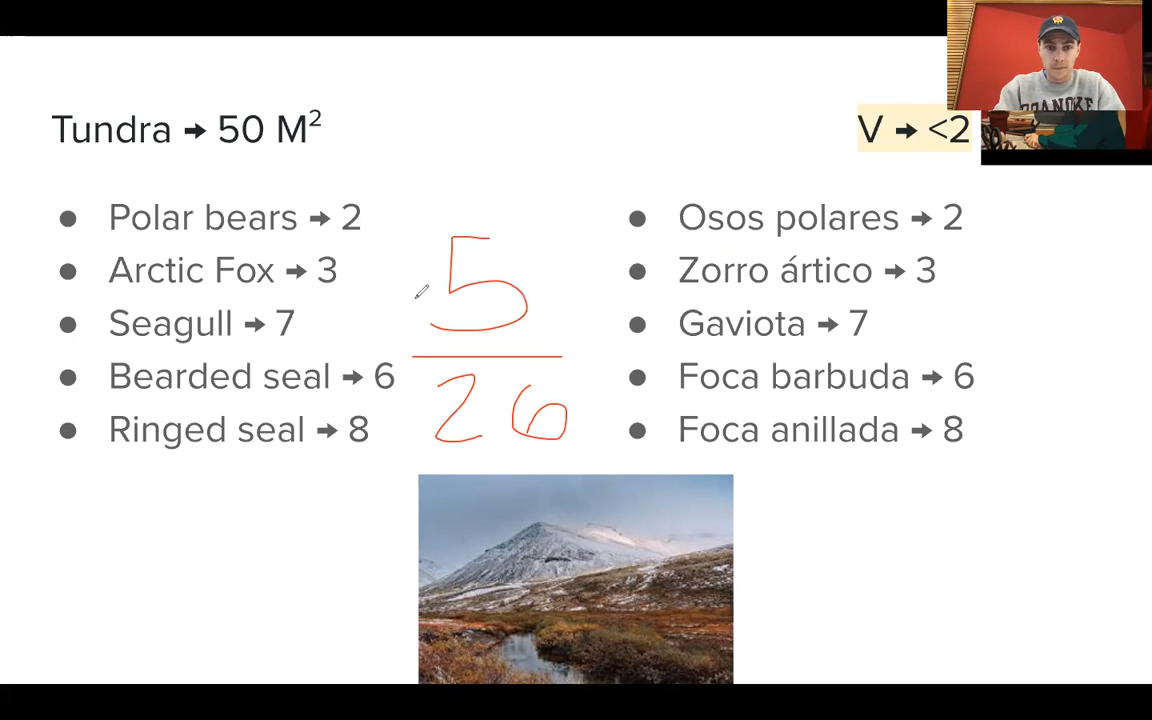 Tundra → 50 M²
V → <2
Polar bears → 2
Arctic Fox → 3
Seagull → 7
Bearded seal → 6
Ringed seal → 8
5
26
Osos polares → 2
Zorro ártico → 3
Gaviota → 7
Foca barbuda → 6
Foca anillada → 8
ROANOKE